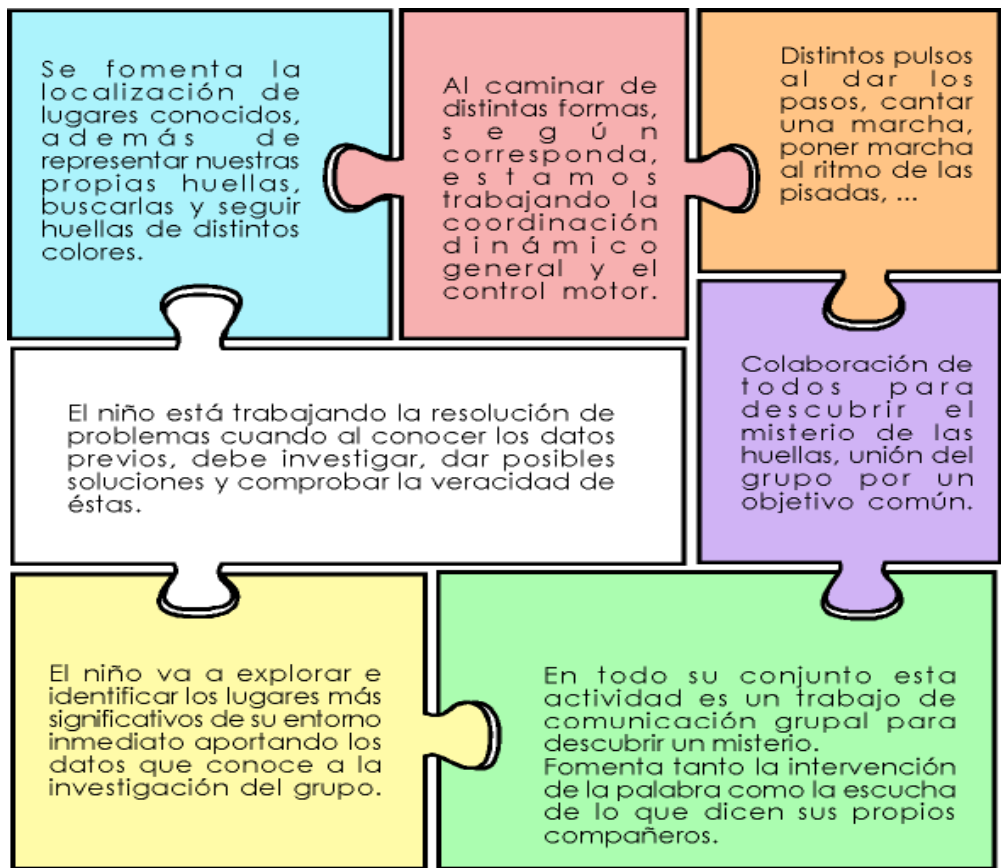 Se fomenta la
localización de
lugares conocidos,
además de
representar nuestras
propias huellas,
buscarlas y seguir
huellas de distintos
colores.
Al caminar de
distintas formas,
según
corresponda,
estamos
trabajando la
coordinación
dinámico
general y el
control motor.
Distintos pulsos
al dar los
pasos, cantar
una marcha,
poner marcha
al ritmo de las
pisadas, ...
El niño está trabajando la resolución de
problemas cuando al conocer los datos
previos, debe investigar, dar posibles
soluciones y comprobar la veracidad de
éstas.
Colaboración de
todos para
descubrir el
misterio de las
huellas, unión del
grupo por un
objetivo común.
El niño va a explorar e
identificar los lugares más
significativos de su entorno
inmediato aportando los
datos que conoce a la
investigación del grupo.
En todo su conjunto esta
actividad es un trabajo de
comunicación grupal para
descubrir un misterio.
Fomenta tanto la intervención
de la palabra como la escucha
de lo que dicen sus propios
compañeros.